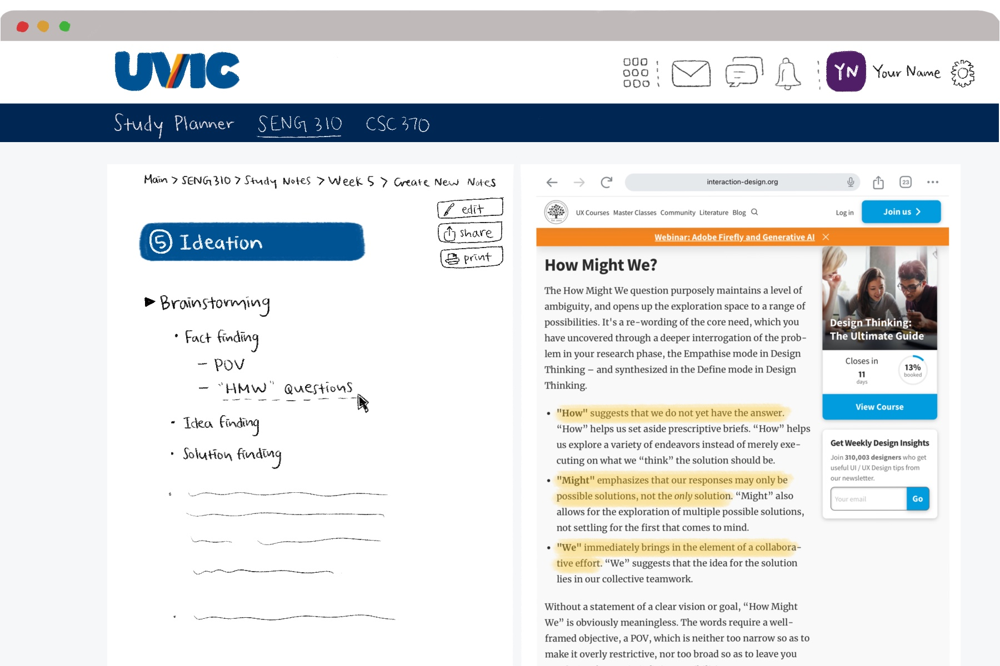 UVIC
YN Your Name
Study Planner SENG 310 CSC 370
Main > SENG 310 > Study Notes > Week 5 > Create New Notes
edit
share
print
5 Ideation
Brainstorming
• Fact finding
– POV
– "HMW" questions
• Idea finding
• Solution finding
interaction-design.org
23
UX Courses Master Classes Community Literature Blog
Log in
Join us
Webinar: Adobe Firefly and Generative AI
How Might We?
The How Might We question purposely maintains a level of
ambiguity, and opens up the exploration space to a range of
possibilities. It's a re-wording of the core need, which you
have uncovered through a deeper interrogation of the prob-
lem in your research phase, the Empathise mode in Design
Thinking – and synthesized in the Define mode in Design
Thinking.
• "How" suggests that we do not yet have the answer.
“How” helps us set aside prescriptive briefs. “How” helps
us explore a variety of endeavors instead of merely exe-
cuting on what we “think” the solution should be.
• "Might" emphasizes that our responses may only be
possible solutions, not the only solution. “Might” also
allows for the exploration of multiple possible solutions,
not settling for the first that comes to mind.
• "We" immediately brings in the element of a collabora-
tive effort. “We” suggests that the idea for the solution
lies in our collective teamwork.
Without a statement of a clear vision or goal, “How Might
We” is obviously meaningless. The words require a well-
framed objective, a POV, which is neither too narrow so as to
make it overly restrictive, nor too broad so as to leave you
Design Thinking:
The Ultimate Guide
Closes in
11
days
13%
booked
View Course
Get Weekly Design Insights
Join 310,003 designers who get
useful UI / UX Design tips from
our newsletter.
Your email
Go